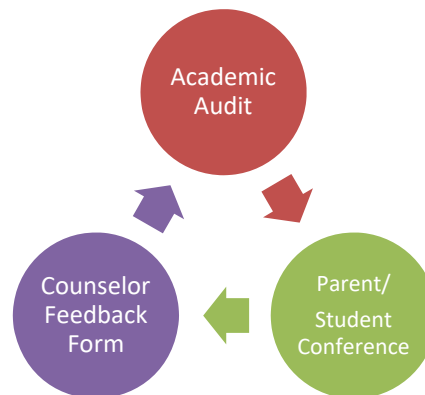 Academic
Audit
Parent/
Student
Conference
Counselor
Feedback
Form